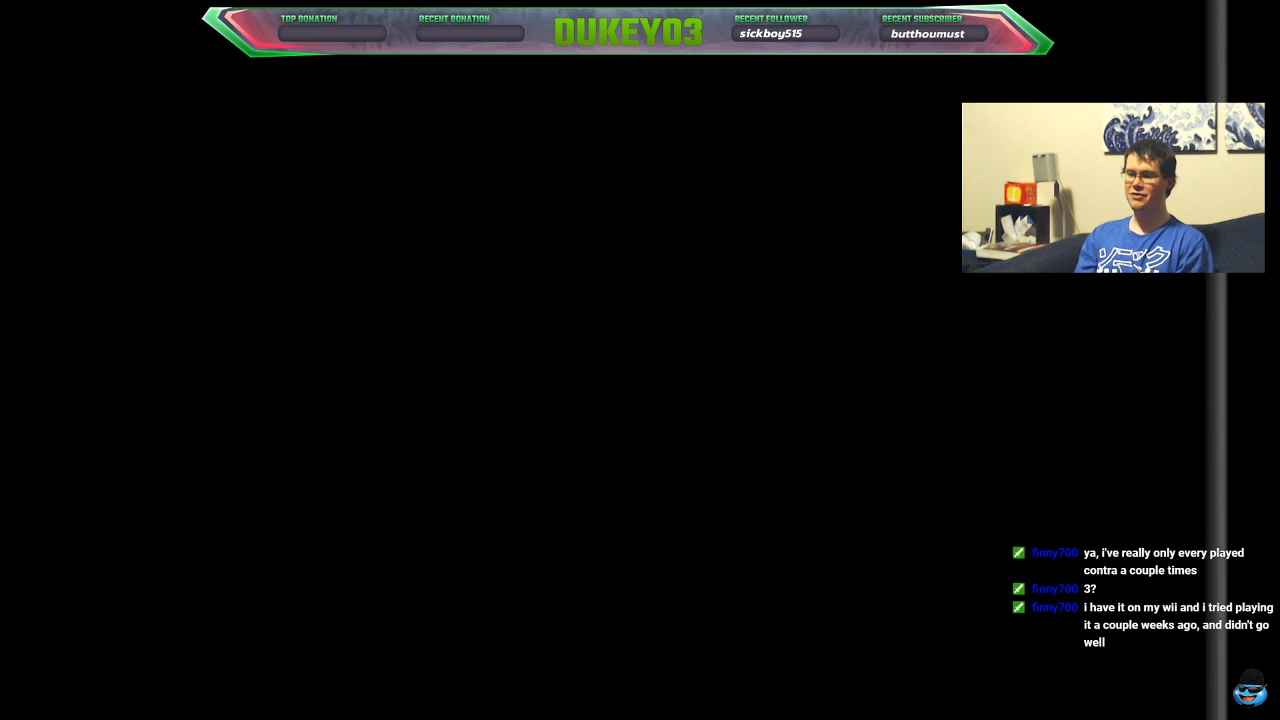 TOP DONATION
RECENT DONATION
DUKEY03
RECENT FOLLOWER
sickboy515
RECENT SUBSCRIBER
butthoumust
finny700 ya, i've really only every played
contra a couple times
finny700 3?
finny700 i have it on my wii and i tried playing
it a couple weeks ago, and didn't go
well